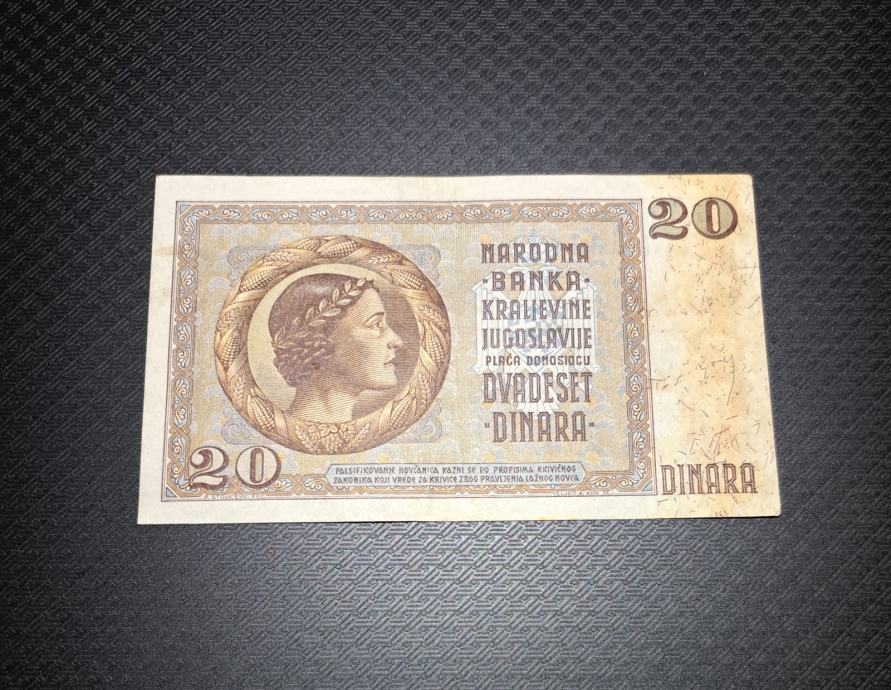 20
NARODNA
·BANKA·
KRALJEVINE
JUGOSLAVIJE
PLAĆA DONOSIOCU
DVADESET
·DINARA·
20
FALSIFIKOVANJE NOVČANICA KAZNI SE PO PROPISIMA KRIVIČNOG
ZAKONIKA KOJI VREDE ZA KRIVICE ZBOG PRAVLJENJA LAŽNOG NOVCA
DINARA